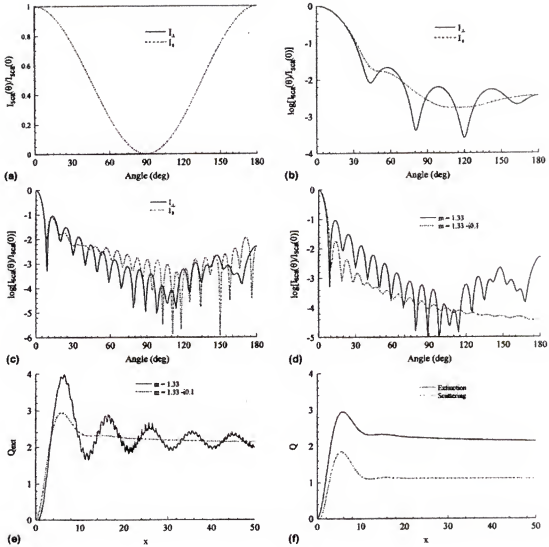 I⊥
I∥
I_sca(θ)/I_sca(0)
1
0.8
0.6
0.4
0.2
0
0 30 60 90 120 150 180
Angle (deg)
(a)
I⊥
I∥
log[I_sca(θ)/I_sca(0)]
0
-1
-2
-3
-4
0 30 60 90 120 150 180
Angle (deg)
(b)
I⊥
I∥
log[I_sca(θ)/I_sca(0)]
0
-1
-2
-3
-4
-5
-6
0 30 60 90 120 150 180
Angle (deg)
(c)
m = 1.33
m = 1.33 -i0.1
log[I_sca(θ)/I_sca(0)]
0
-1
-2
-3
-4
-5
-6
0 30 60 90 120 150 180
Angle (deg)
(d)
m = 1.33
m = 1.33 -i0.1
Q_ext
4
3
2
1
0
0 10 20 30 40 50
x
(e)
Extinction
Scattering
Q
4
3
2
1
0
0 10 20 30 40 50
x
(f)